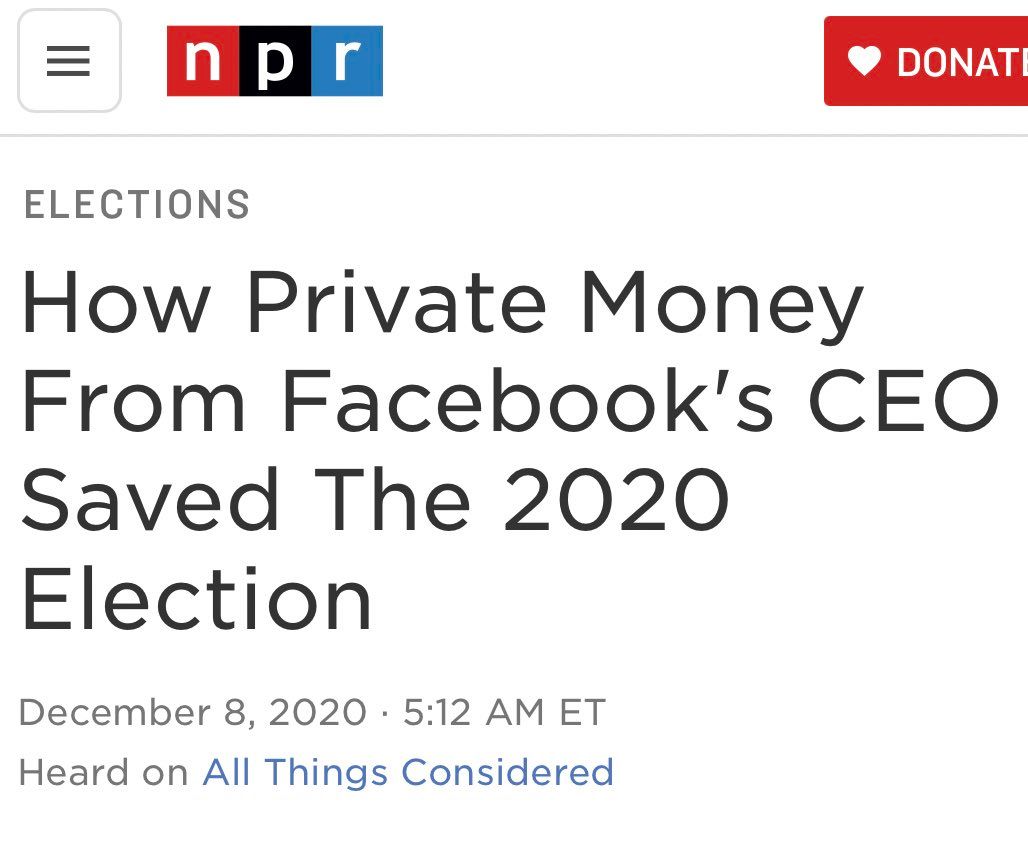 npr
DONATE
ELECTIONS
How Private Money
From Facebook's CEO
Saved The 2020
Election
December 8, 2020 · 5:12 AM ET
Heard on All Things Considered